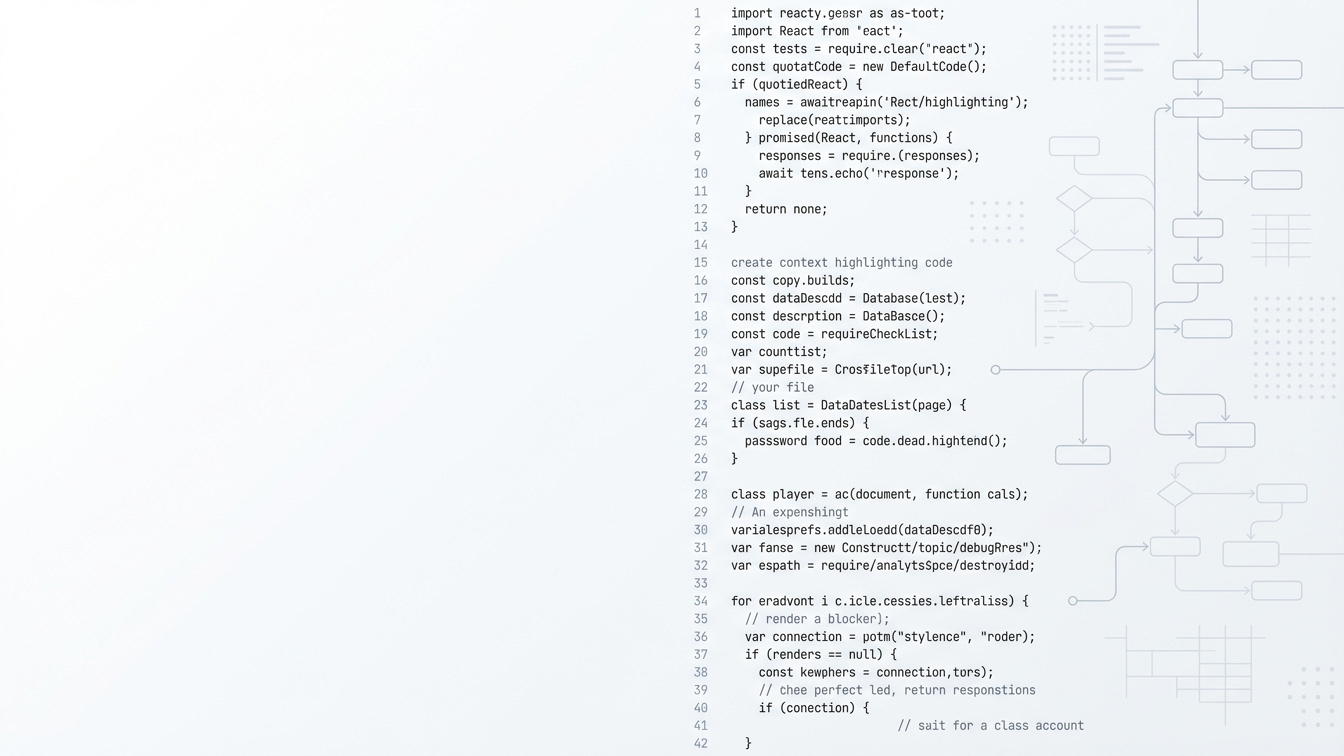 1 import reacty.geasr as as-toot;
2 import React from 'eact';
3 const tests = require.clear("react");
4 const quotatCode = new DefaultCode();
5 if (quotiedReact) {
6 names = awaitreapin('Rect/highlighting');
7 replace(reattimports);
8 } promised(React, functions) {
9 responses = require.(responses);
10 await tens.echo('rresponse');
11 }
12 return none;
13 }
14
15 create context highlighting code
16 const copy.builds;
17 const dataDescdd = Database(lest);
18 const descrption = DataBasce();
19 const code = requireCheckList;
20 var counttist;
21 var supefile = CrosfileTop(url);
22 // your file
23 class list = DataDatesList(page) {
24 if (sags.fle.ends) {
25 passsword food = code.dead.hightend();
26 }
27
28 class player = ac(document, function cals);
29 // An expenshingt
30 varialesprefs.addleLoedd(dataDescdf0);
31 var fanse = new Constructt/topic/debugRres");
32 var espath = require/analytsSpce/destroyidd;
33
34 for eradvont i c.icle.cessies.leftraliss) {
35 // render a blocker);
36 var connection = potm("stylence", "roder);
37 if (renders == null) {
38 const kewphers = connection,tors);
39 // chee perfect led, return responstions
40 if (conection) {
41 // sait for a class account
42 }